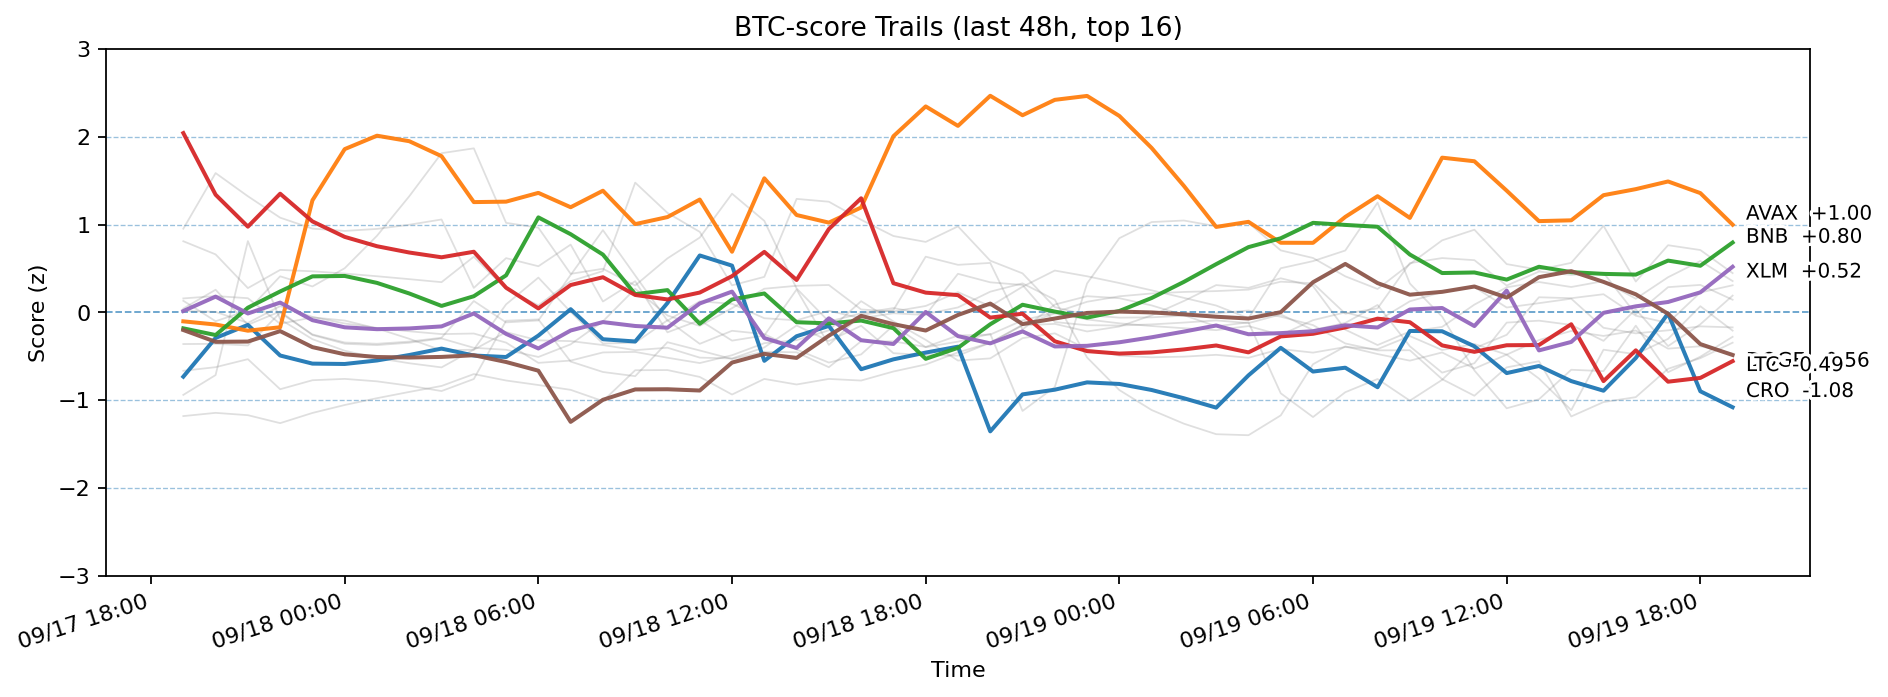 BTC-score Trails (last 48h, top 16)
Score (z)
3
2
1
0
−1
−2
−3
AVAX +1.00
BNB +0.80
XLM +0.52
LTC -0.49
CRO -1.08
09/17 18:00
09/18 00:00
09/18 06:00
09/18 12:00
09/18 18:00
09/19 00:00
09/19 06:00
09/19 12:00
09/19 18:00
Time